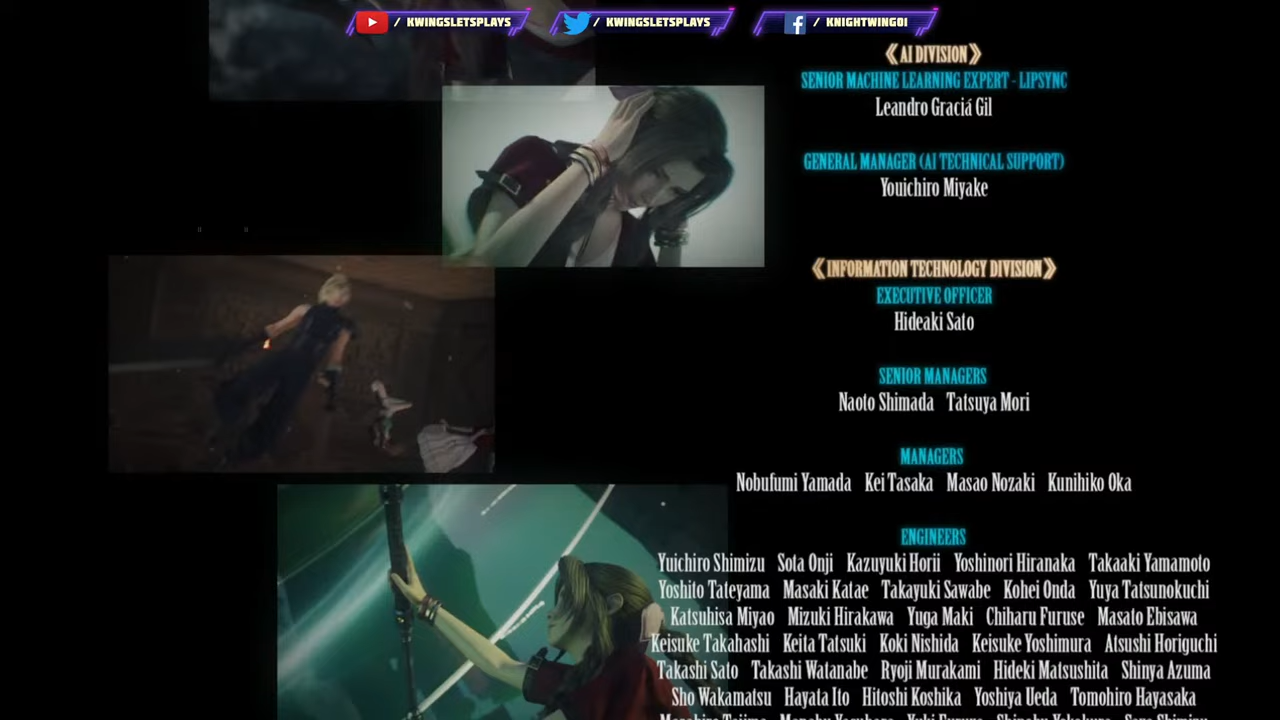 / KWINGSLETSPLAYS / KWINGSLETSPLAYS / KNIGHTWING01
《AI DIVISION》
SENIOR MACHINE LEARNING EXPERT - LIPSYNC
Leandro Graciá Gil
GENERAL MANAGER (AI TECHNICAL SUPPORT)
Youichiro Miyake
《INFORMATION TECHNOLOGY DIVISION》
EXECUTIVE OFFICER
Hideaki Sato
SENIOR MANAGERS
Naoto Shimada Tatsuya Mori
MANAGERS
Nobufumi Yamada Kei Tasaka Masao Nozaki Kunihiko Oka
ENGINEERS
Yuichiro Shimizu Sota Onji Kazuyuki Horii Yoshinori Hiranaka Takaaki Yamamoto
Yoshito Tateyama Masaki Katae Takayuki Sawabe Kohei Onda Yuya Tatsunokuchi
Katsuhisa Miyao Mizuki Hirakawa Yuga Maki Chiharu Furuse Masato Ebisawa
Keisuke Takahashi Keita Tatsuki Koki Nishida Keisuke Yoshimura Atsushi Horiguchi
Takashi Sato Takashi Watanabe Ryoji Murakami Hideki Matsushita Shinya Azuma
Sho Wakamatsu Hayata Ito Hitoshi Koshika Yoshiya Ueda Tomohiro Hayasaka